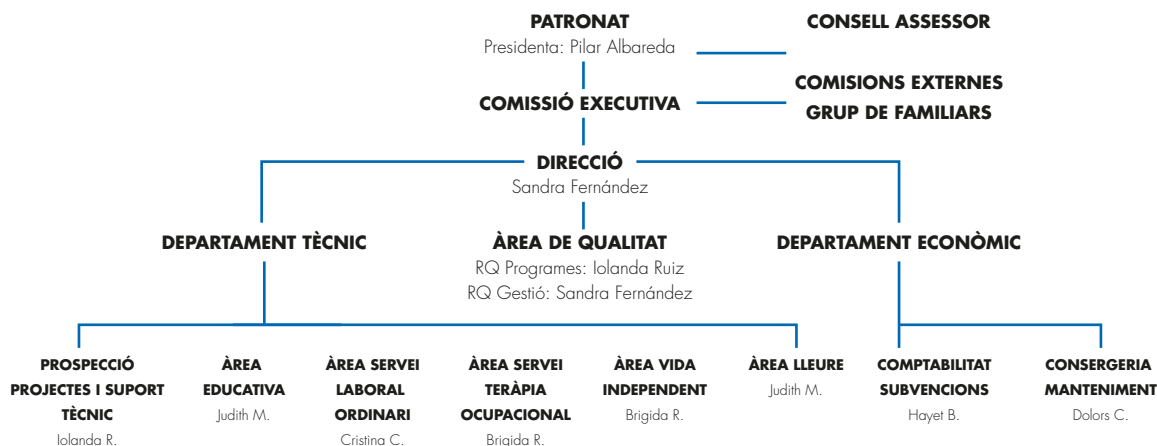 PATRONAT
Presidenta: Pilar Albareda
CONSELL ASSESSOR
COMISSIÓ EXECUTIVA
COMISIONS EXTERNES
GRUP DE FAMILIARS
DIRECCIÓ
Sandra Fernández
DEPARTAMENT TÈCNIC
ÀREA DE QUALITAT
RQ Programes: Iolanda Ruiz
RQ Gestió: Sandra Fernández
DEPARTAMENT ECONÒMIC
PROSPECCIÓ
PROJECTES I SUPORT
TÈCNIC
Iolanda R.
ÀREA
EDUCATIVA
Judith M.
ÀREA SERVEI
LABORAL
ORDINARI
Cristina C.
ÀREA SERVEI
TERÀPIA
OCUPACIONAL
Brigida R.
ÀREA VIDA
INDEPENDENT
Brigida R.
ÀREA LLEURE
Judith M.
COMPTABILITAT
SUBVENCIONS
Hayet B.
CONSERGERIA
MANTENIMENT
Dolors C.